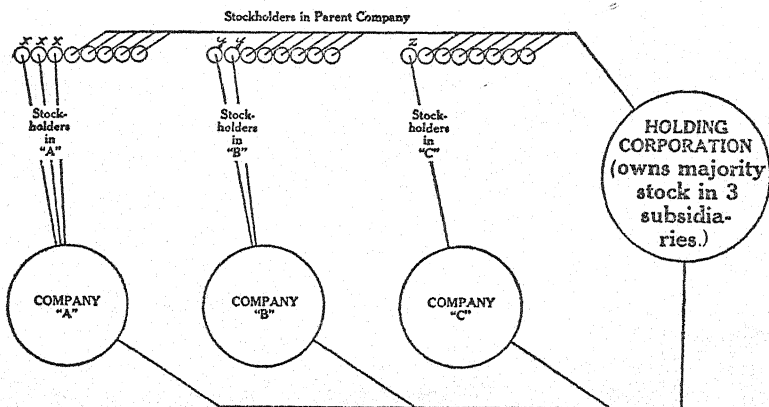 Stockholders in Parent Company
x x x
y y
z
Stock-
holders
in
"A"
Stock-
holders
in
"B"
Stock-
holders
in
"C"
HOLDING
CORPORATION
(owns majority
stock in 3
subsidia-
ries.)
COMPANY
"A"
COMPANY
"B"
COMPANY
"C"